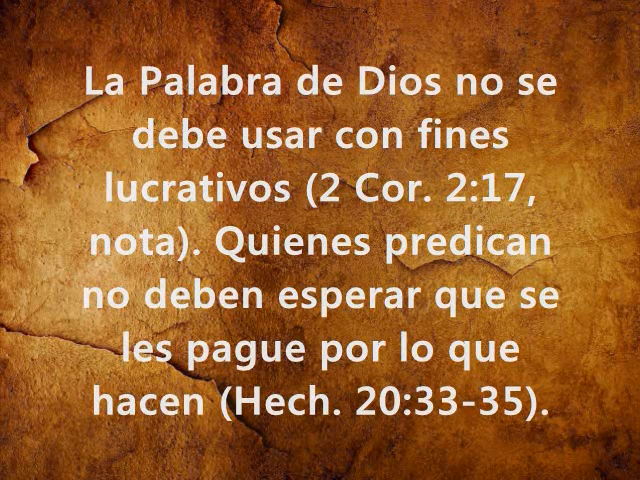 La Palabra de Dios no se
debe usar con fines
lucrativos (2 Cor. 2:17,
nota). Quienes predican
no deben esperar que se
les pague por lo que
hacen (Hech. 20:33-35).